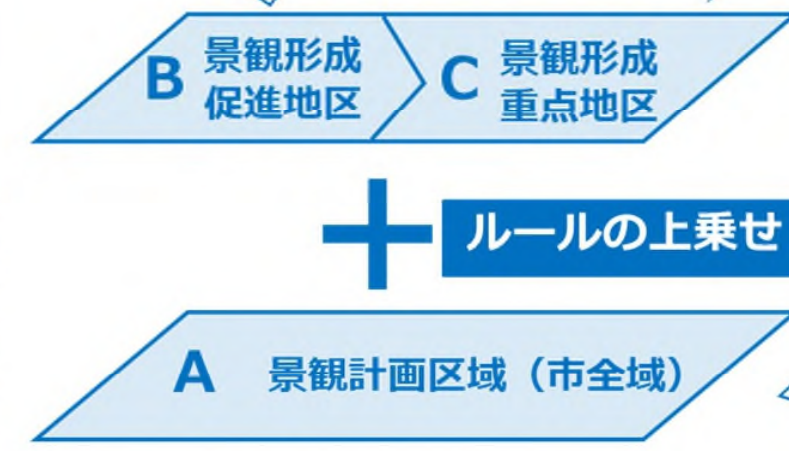 B 景観形成
促進地区
C 景観形成
重点地区
ルールの上乗せ
A 景観計画区域（市全域）